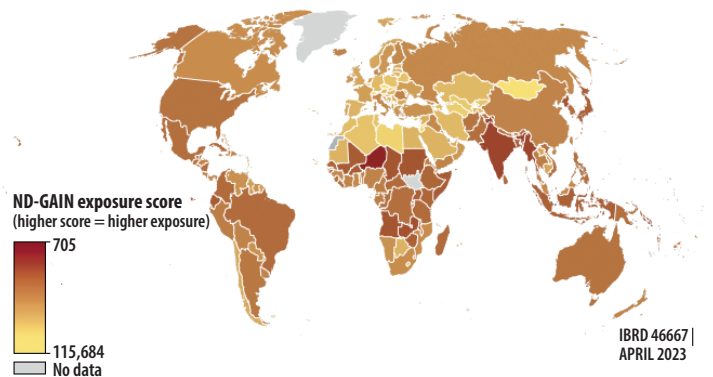 ND-GAIN exposure score
(higher score = higher exposure)
705
115,684
No data
IBRD 46667 |
APRIL 2023